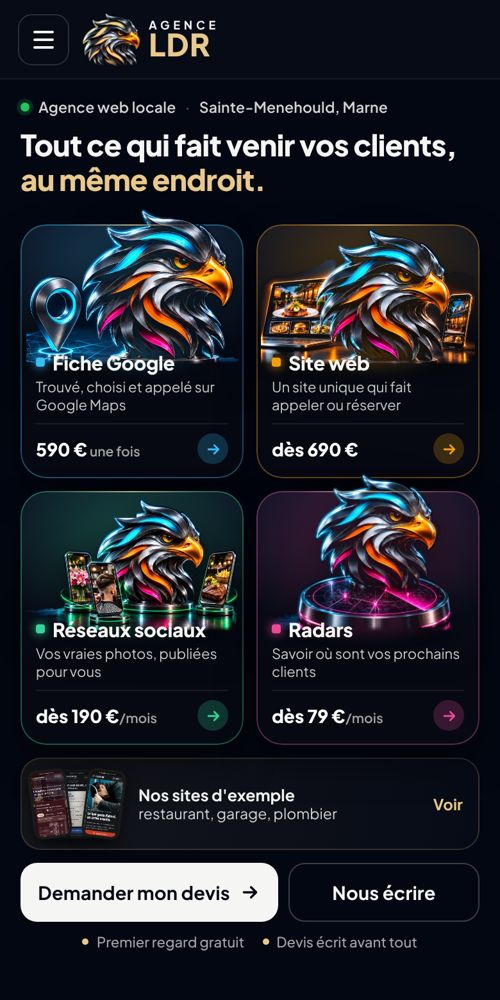 AGENCE
LDR
Agence web locale · Sainte-Menehould, Marne
Tout ce qui fait venir vos clients,
au même endroit.
Fiche Google
Trouvé, choisi et appelé sur
Google Maps
590 € une fois
Site web
Un site unique qui fait
appeler ou réserver
dès 690 €
Réseaux sociaux
Vos vraies photos, publiées
pour vous
dès 190 €/mois
Radars
Savoir où sont vos prochains
clients
dès 79 €/mois
Nos sites d'exemple
restaurant, garage, plombier
Voir
Demander mon devis →
Nous écrire
Premier regard gratuit
Devis écrit avant tout